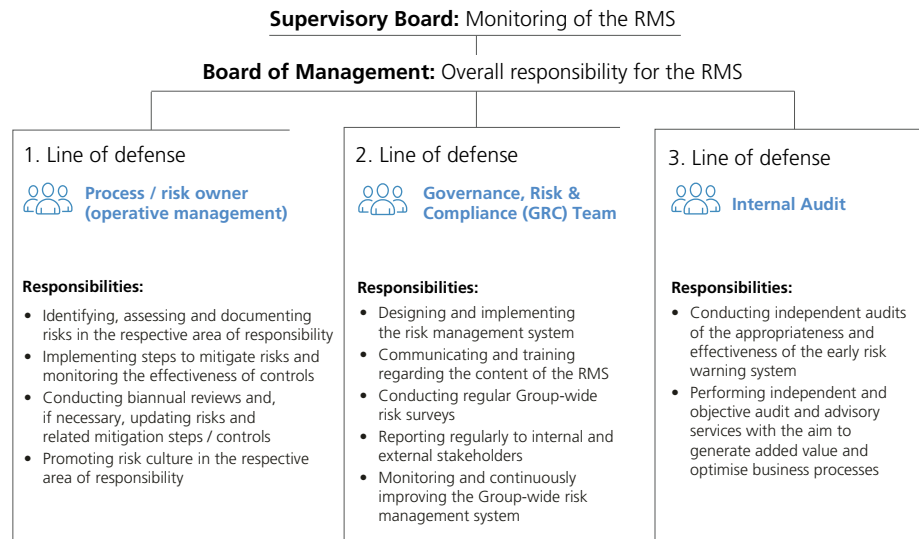 Supervisory Board: Monitoring of the RMS
Board of Management: Overall responsibility for the RMS
1. Line of defense
Process / risk owner
(operative management)
Responsibilities:
• Identifying, assessing and documenting
risks in the respective area of responsibility
• Implementing steps to mitigate risks and
monitoring the effectiveness of controls
• Conducting biannual reviews and,
if necessary, updating risks and
related mitigation steps / controls
• Promoting risk culture in the respective
area of responsibility
2. Line of defense
Governance, Risk &
Compliance (GRC) Team
Responsibilities:
• Designing and implementing
the risk management system
• Communicating and training
regarding the content of the RMS
• Conducting regular Group-wide
risk surveys
• Reporting regularly to internal and
external stakeholders
• Monitoring and continuously
improving the Group-wide risk
management system
3. Line of defense
Internal Audit
Responsibilities:
• Conducting independent audits
of the appropriateness and
effectiveness of the early risk
warning system
• Performing independent and
objective audit and advisory
services with the aim to
generate added value and
optimise business processes